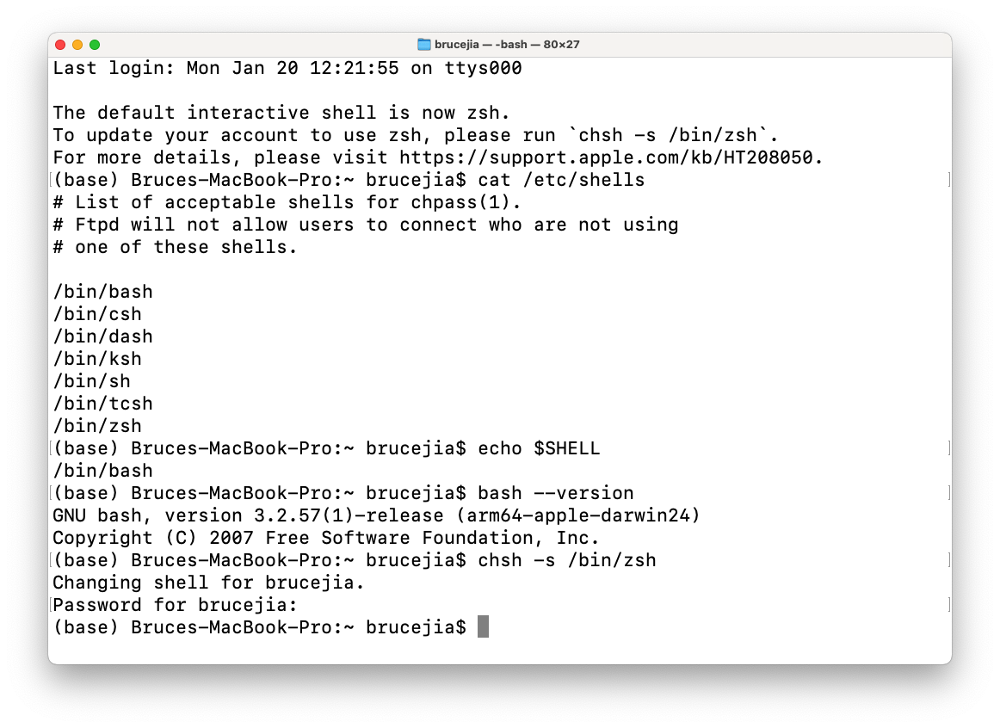 brucejia — -bash — 80×27
Last login: Mon Jan 20 12:21:55 on ttys000
The default interactive shell is now zsh.
To update your account to use zsh, please run `chsh -s /bin/zsh`.
For more details, please visit https://support.apple.com/kb/HT208050.
[(base) Bruces-MacBook-Pro:~ brucejia$ cat /etc/shells ]
# List of acceptable shells for chpass(1).
# Ftpd will not allow users to connect who are not using
# one of these shells.
/bin/bash
/bin/csh
/bin/dash
/bin/ksh
/bin/sh
/bin/tcsh
/bin/zsh
[(base) Bruces-MacBook-Pro:~ brucejia$ echo $SHELL ]
/bin/bash
[(base) Bruces-MacBook-Pro:~ brucejia$ bash --version ]
GNU bash, version 3.2.57(1)-release (arm64-apple-darwin24)
Copyright (C) 2007 Free Software Foundation, Inc.
[(base) Bruces-MacBook-Pro:~ brucejia$ chsh -s /bin/zsh ]
Changing shell for brucejia.
[Password for brucejia: ]
(base) Bruces-MacBook-Pro:~ brucejia$